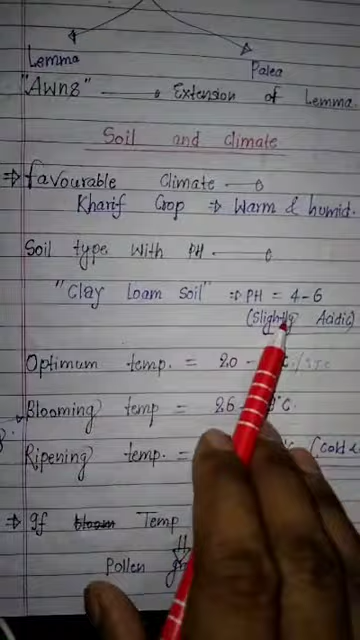 Lemma
Palea
"Awns" Extension of Lemma.
Soil and climate
⇒ favourable Climate
Kharif Crop ⇒ Warm & humid.
Soil type With PH
"Clay Loam Soil" ⇒ PH = 4-6
(Slightly Acidic)
Optimum temp. = 20 - °C
Blooming temp = 26 - °C.
Ripening temp. = (cold
⇒ If Temp
Pollen